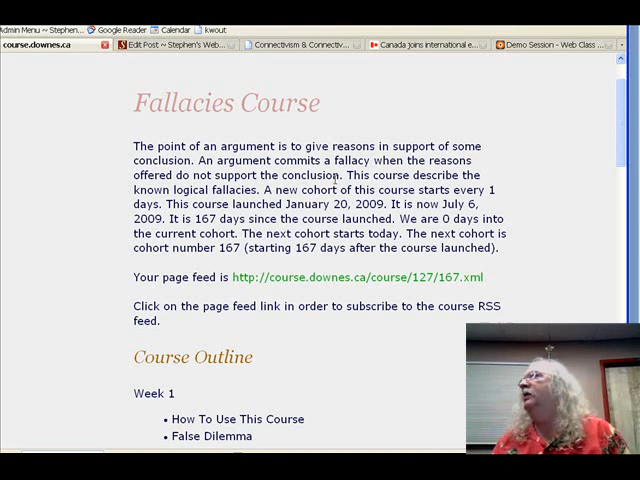 Admin Menu ~ Stephen... Google Reader Calendar kwout
course.downes.ca Edit Post ~ Stephen's Web... Connectivism & Connectiv... Canada joins international e... Demo Session - Web Class ...
Fallacies Course
The point of an argument is to give reasons in support of some
conclusion. An argument commits a fallacy when the reasons
offered do not support the conclusion. This course describe the
known logical fallacies. A new cohort of this course starts every 1
days. This course launched January 20, 2009. It is now July 6,
2009. It is 167 days since the course launched. We are 0 days into
the current cohort. The next cohort starts today. The next cohort is
cohort number 167 (starting 167 days after the course launched).
Your page feed is http://course.downes.ca/course/127/167.xml
Click on the page feed link in order to subscribe to the course RSS
feed.
Course Outline
Week 1
• How To Use This Course
• False Dilemma